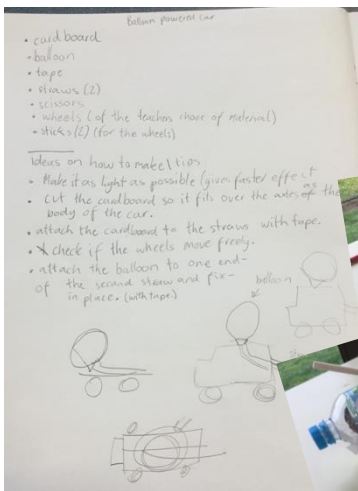 Balloon powered car
• cardboard
• balloon
• tape
• straws (2)
• scissors
• wheels (of the teachers choice of material)
• sticks (2) (for the wheels)
Ideas on how to make / tips
- Make it as light as possible (gives faster effect
• cut the cardboard so it fits over the axles as the
body of the car.
• attach the cardboard to the straws with tape.
• check if the wheels move freely.
• attach the balloon to one end-
of the second straw and fix-
in place. (with tape)
balloon